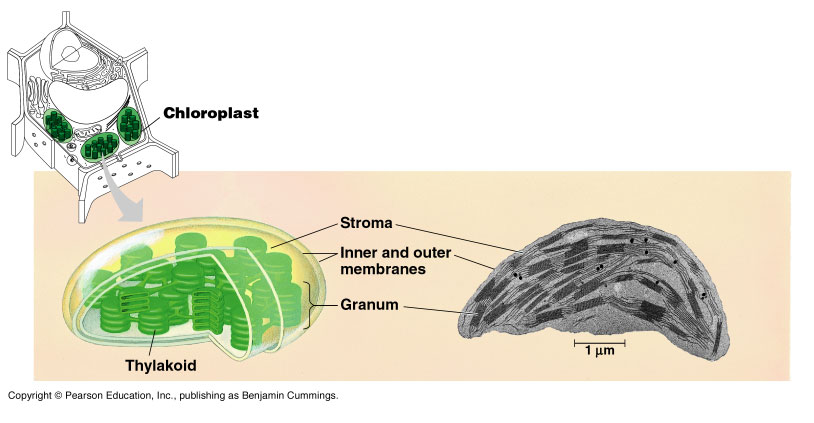 Chloroplast
Stroma
Inner and outer
membranes
Granum
Thylakoid
1 µm
Copyright © Pearson Education, Inc., publishing as Benjamin Cummings.